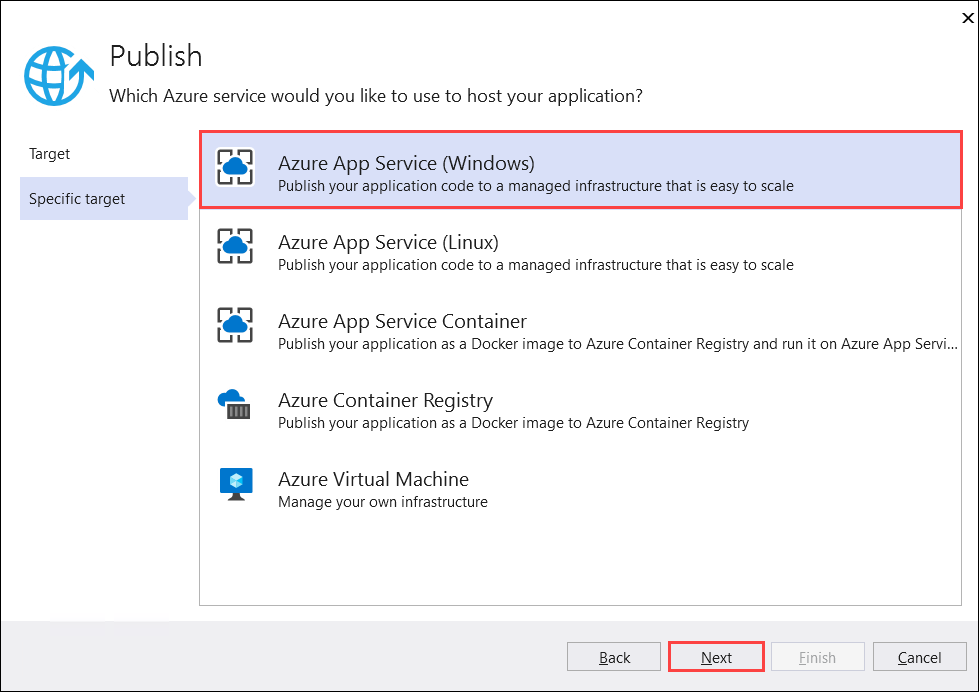 Publish
Which Azure service would you like to use to host your application?
Target
Specific target
Azure App Service (Windows)
Publish your application code to a managed infrastructure that is easy to scale
Azure App Service (Linux)
Publish your application code to a managed infrastructure that is easy to scale
Azure App Service Container
Publish your application as a Docker image to Azure Container Registry and run it on Azure App Servi...
Azure Container Registry
Publish your application as a Docker image to Azure Container Registry
Azure Virtual Machine
Manage your own infrastructure
Back
Next
Finish
Cancel